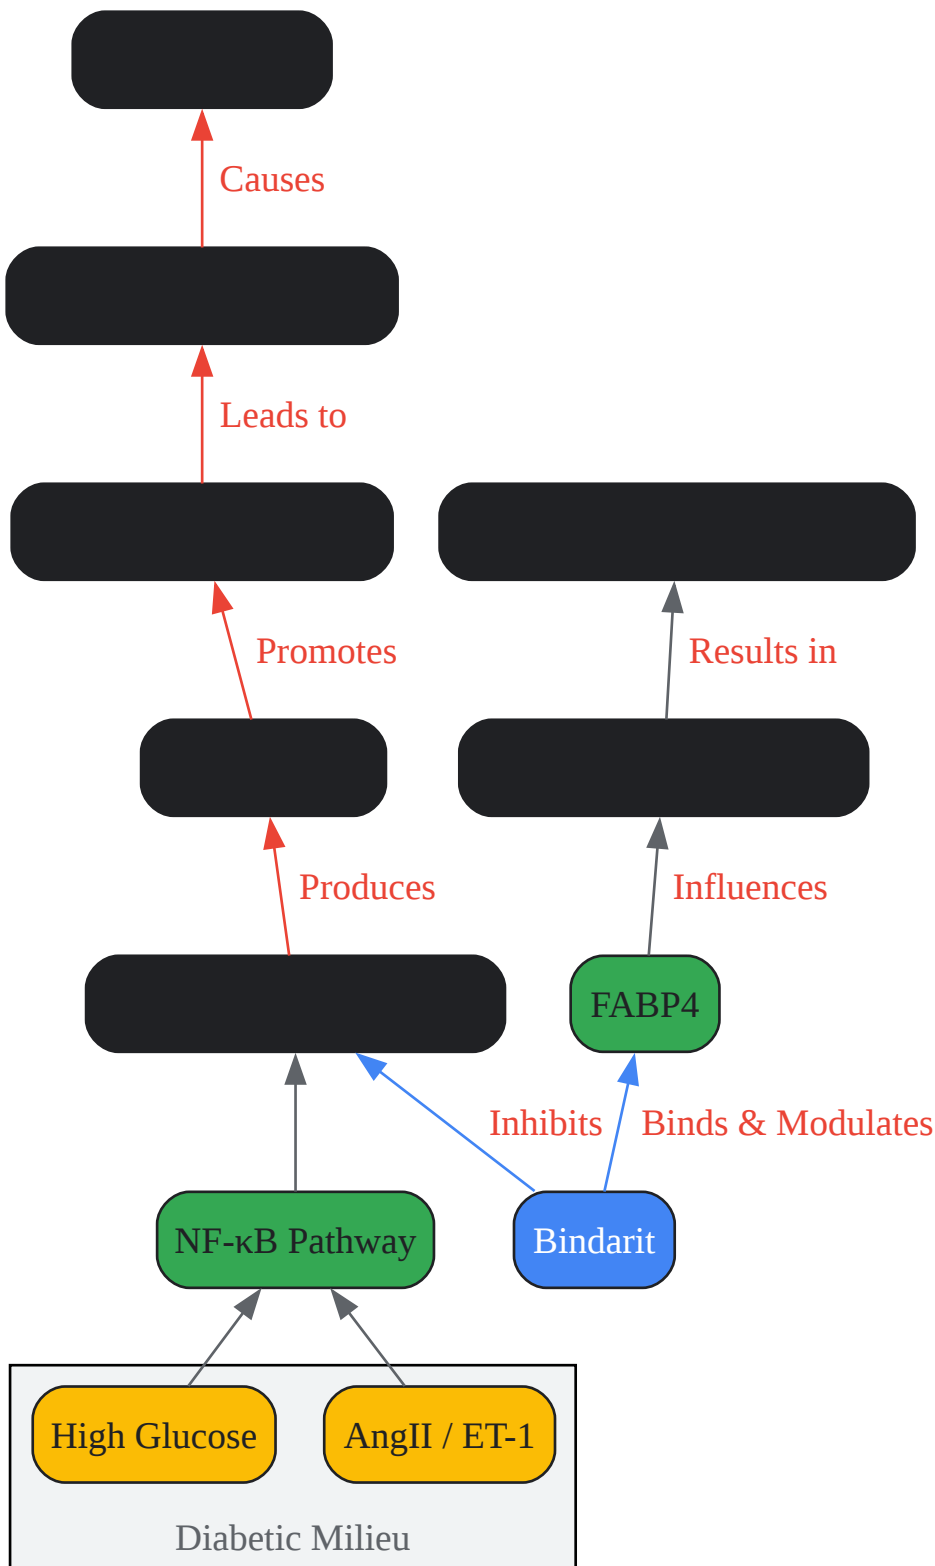 Causes
Leads to
Promotes
Results in
Produces
Influences
FABP4
Inhibits
Binds & Modulates
NF-κB Pathway
Bindarit
High Glucose
AngII / ET-1
Diabetic Milieu